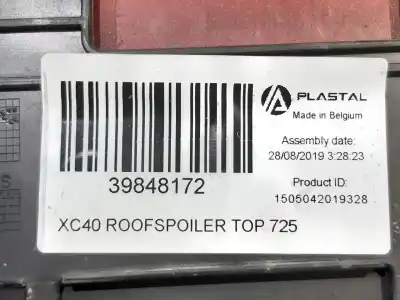 PLASTAL
Made in Belgium
Assembly date:
28/08/2019 3:28:23
39848172
Product ID:
1505042019328
XC40 ROOFSPOILER TOP 725